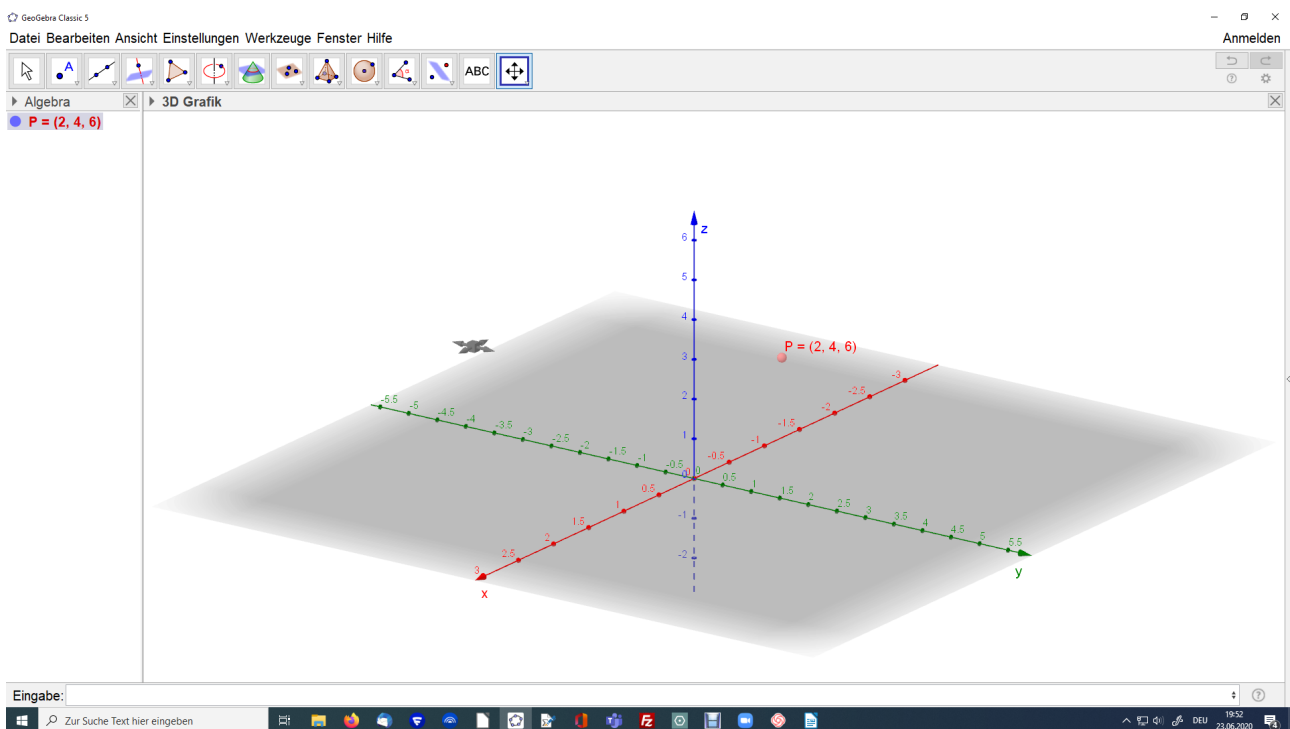 GeoGebra Classic 5
Datei Bearbeiten Ansicht Einstellungen Werkzeuge Fenster Hilfe
Anmelden
A
α
ABC
Algebra
3D Grafik
P = (2, 4, 6)
z
6
5
4
3
2
1
0
-1
-2
P = (2, 4, 6)
-3
-2.5
-2
-1.5
-1
-0.5
0
0.5
1
1.5
2
2.5
3
x
-5.5
-5
-4.5
-4
-3.5
-3
-2.5
-2
-1.5
-1
-0.5
0
0.5
1
1.5
2
2.5
3
3.5
4
4.5
5
5.5
y
Eingabe:
Zur Suche Text hier eingeben
DEU
19:52
23.06.2020